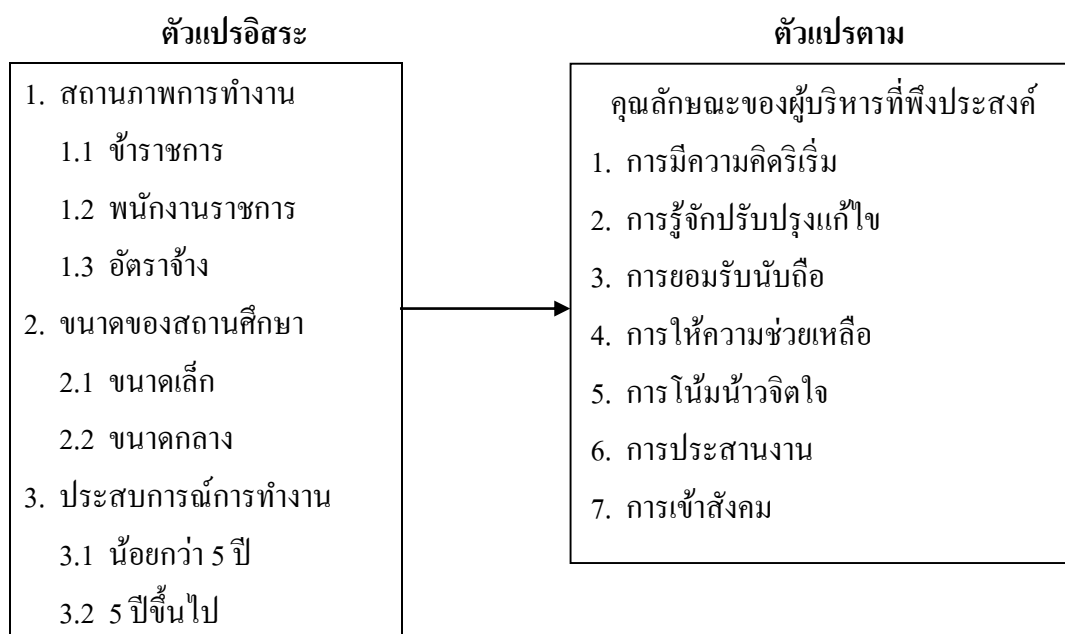 ตัวแปรอิสระ
1. สถานภาพการทำงาน
1.1 ข้าราชการ
1.2 พนักงานราชการ
1.3 อัตราจ้าง
2. ขนาดของสถานศึกษา
2.1 ขนาดเล็ก
2.2 ขนาดกลาง
3. ประสบการณ์การทำงาน
3.1 น้อยกว่า 5 ปี
3.2 5 ปีขึ้นไป
ตัวแปรตาม
คุณลักษณะของผู้บริหารที่พึงประสงค์
1. การมีความคิดริเริ่ม
2. การรู้จักปรับปรุงแก้ไข
3. การยอมรับนับถือ
4. การให้ความช่วยเหลือ
5. การโน้มน้าวจิตใจ
6. การประสานงาน
7. การเข้าสังคม